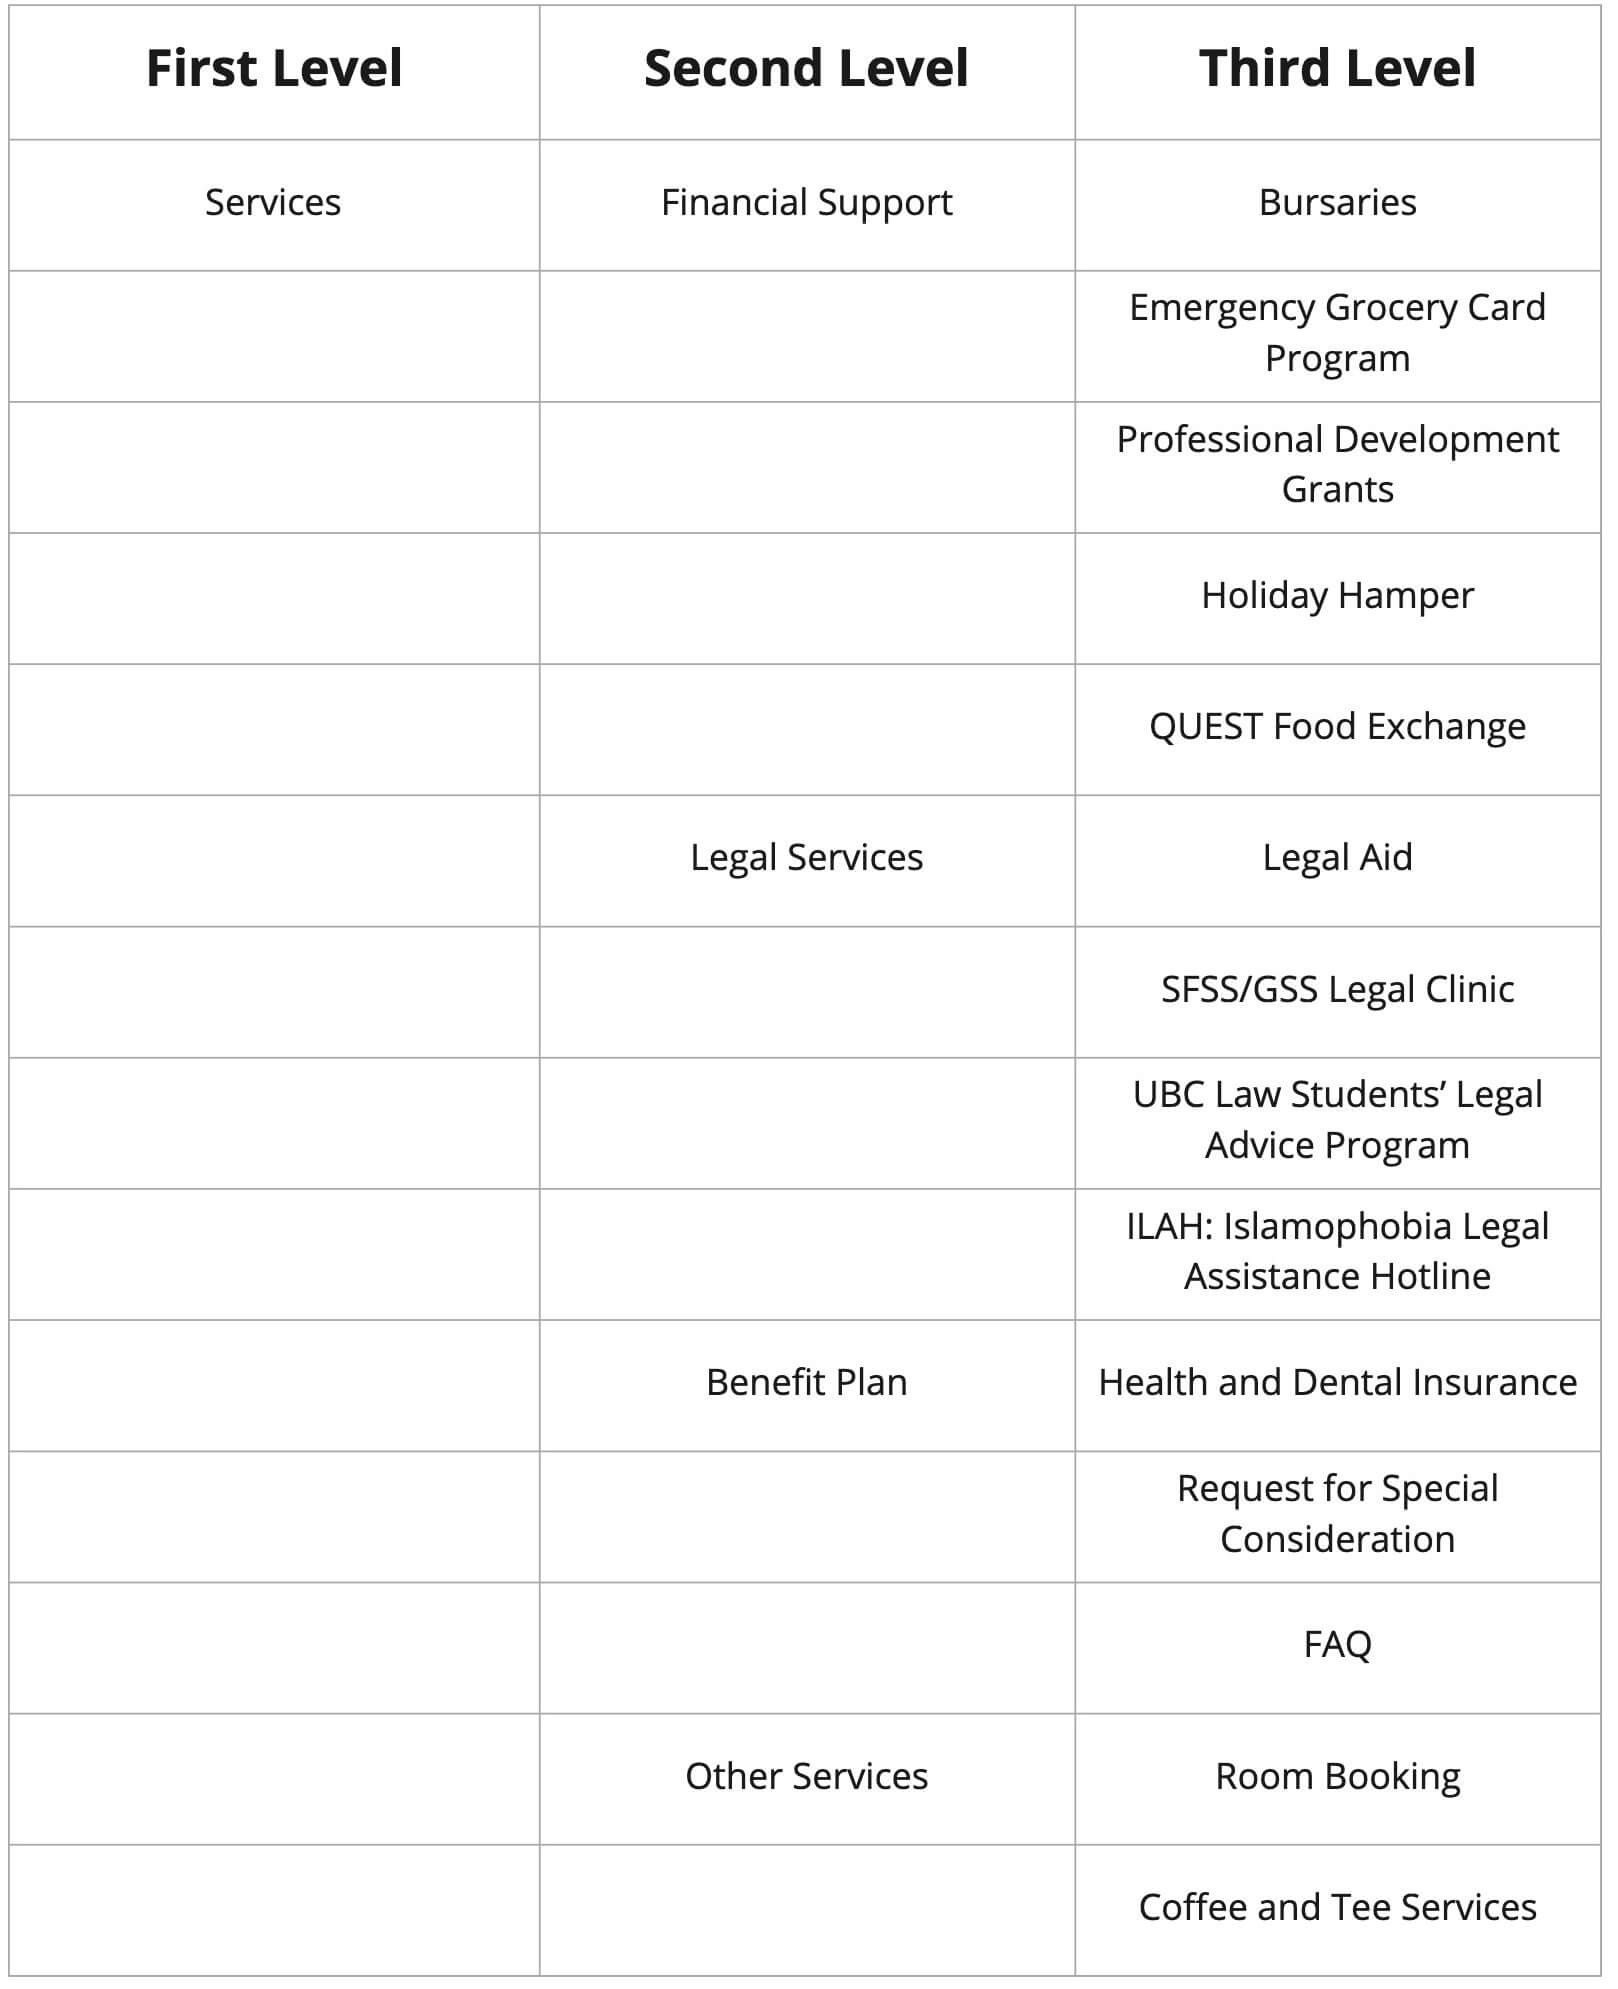 First Level Second Level Third Level
Services Financial Support Bursaries
Emergency Grocery Card
Program
Professional Development
Grants
Holiday Hamper
QUEST Food Exchange
Legal Services Legal Aid
SFSS/GSS Legal Clinic
UBC Law Students’ Legal
Advice Program
ILAH: Islamophobia Legal
Assistance Hotline
Benefit Plan Health and Dental Insurance
Request for Special
Consideration
FAQ
Other Services Room Booking
Coffee and Tee Services